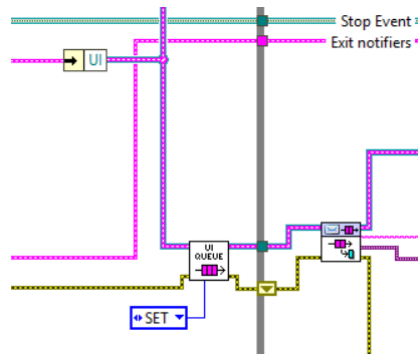 Stop Event
Exit notifiers
UI
UI
QUEUE
SET